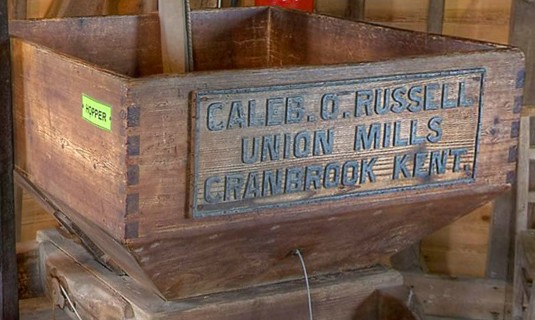 HOPPER
CALEB. O. RUSSELL
UNION MILLS
CRANBROOK KENT.